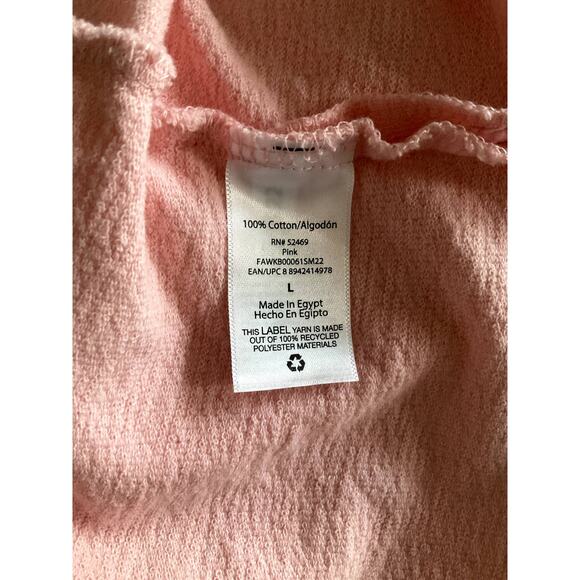 100% Cotton/Algodón
RN# 52469
Pink
FAWKB00061SM22
EAN/UPC 8 8942414978
L
Made In Egypt
Hecho En Egipto
THIS LABEL YARN IS MADE
OUT OF 100% RECYCLED
POLYESTER MATERIALS